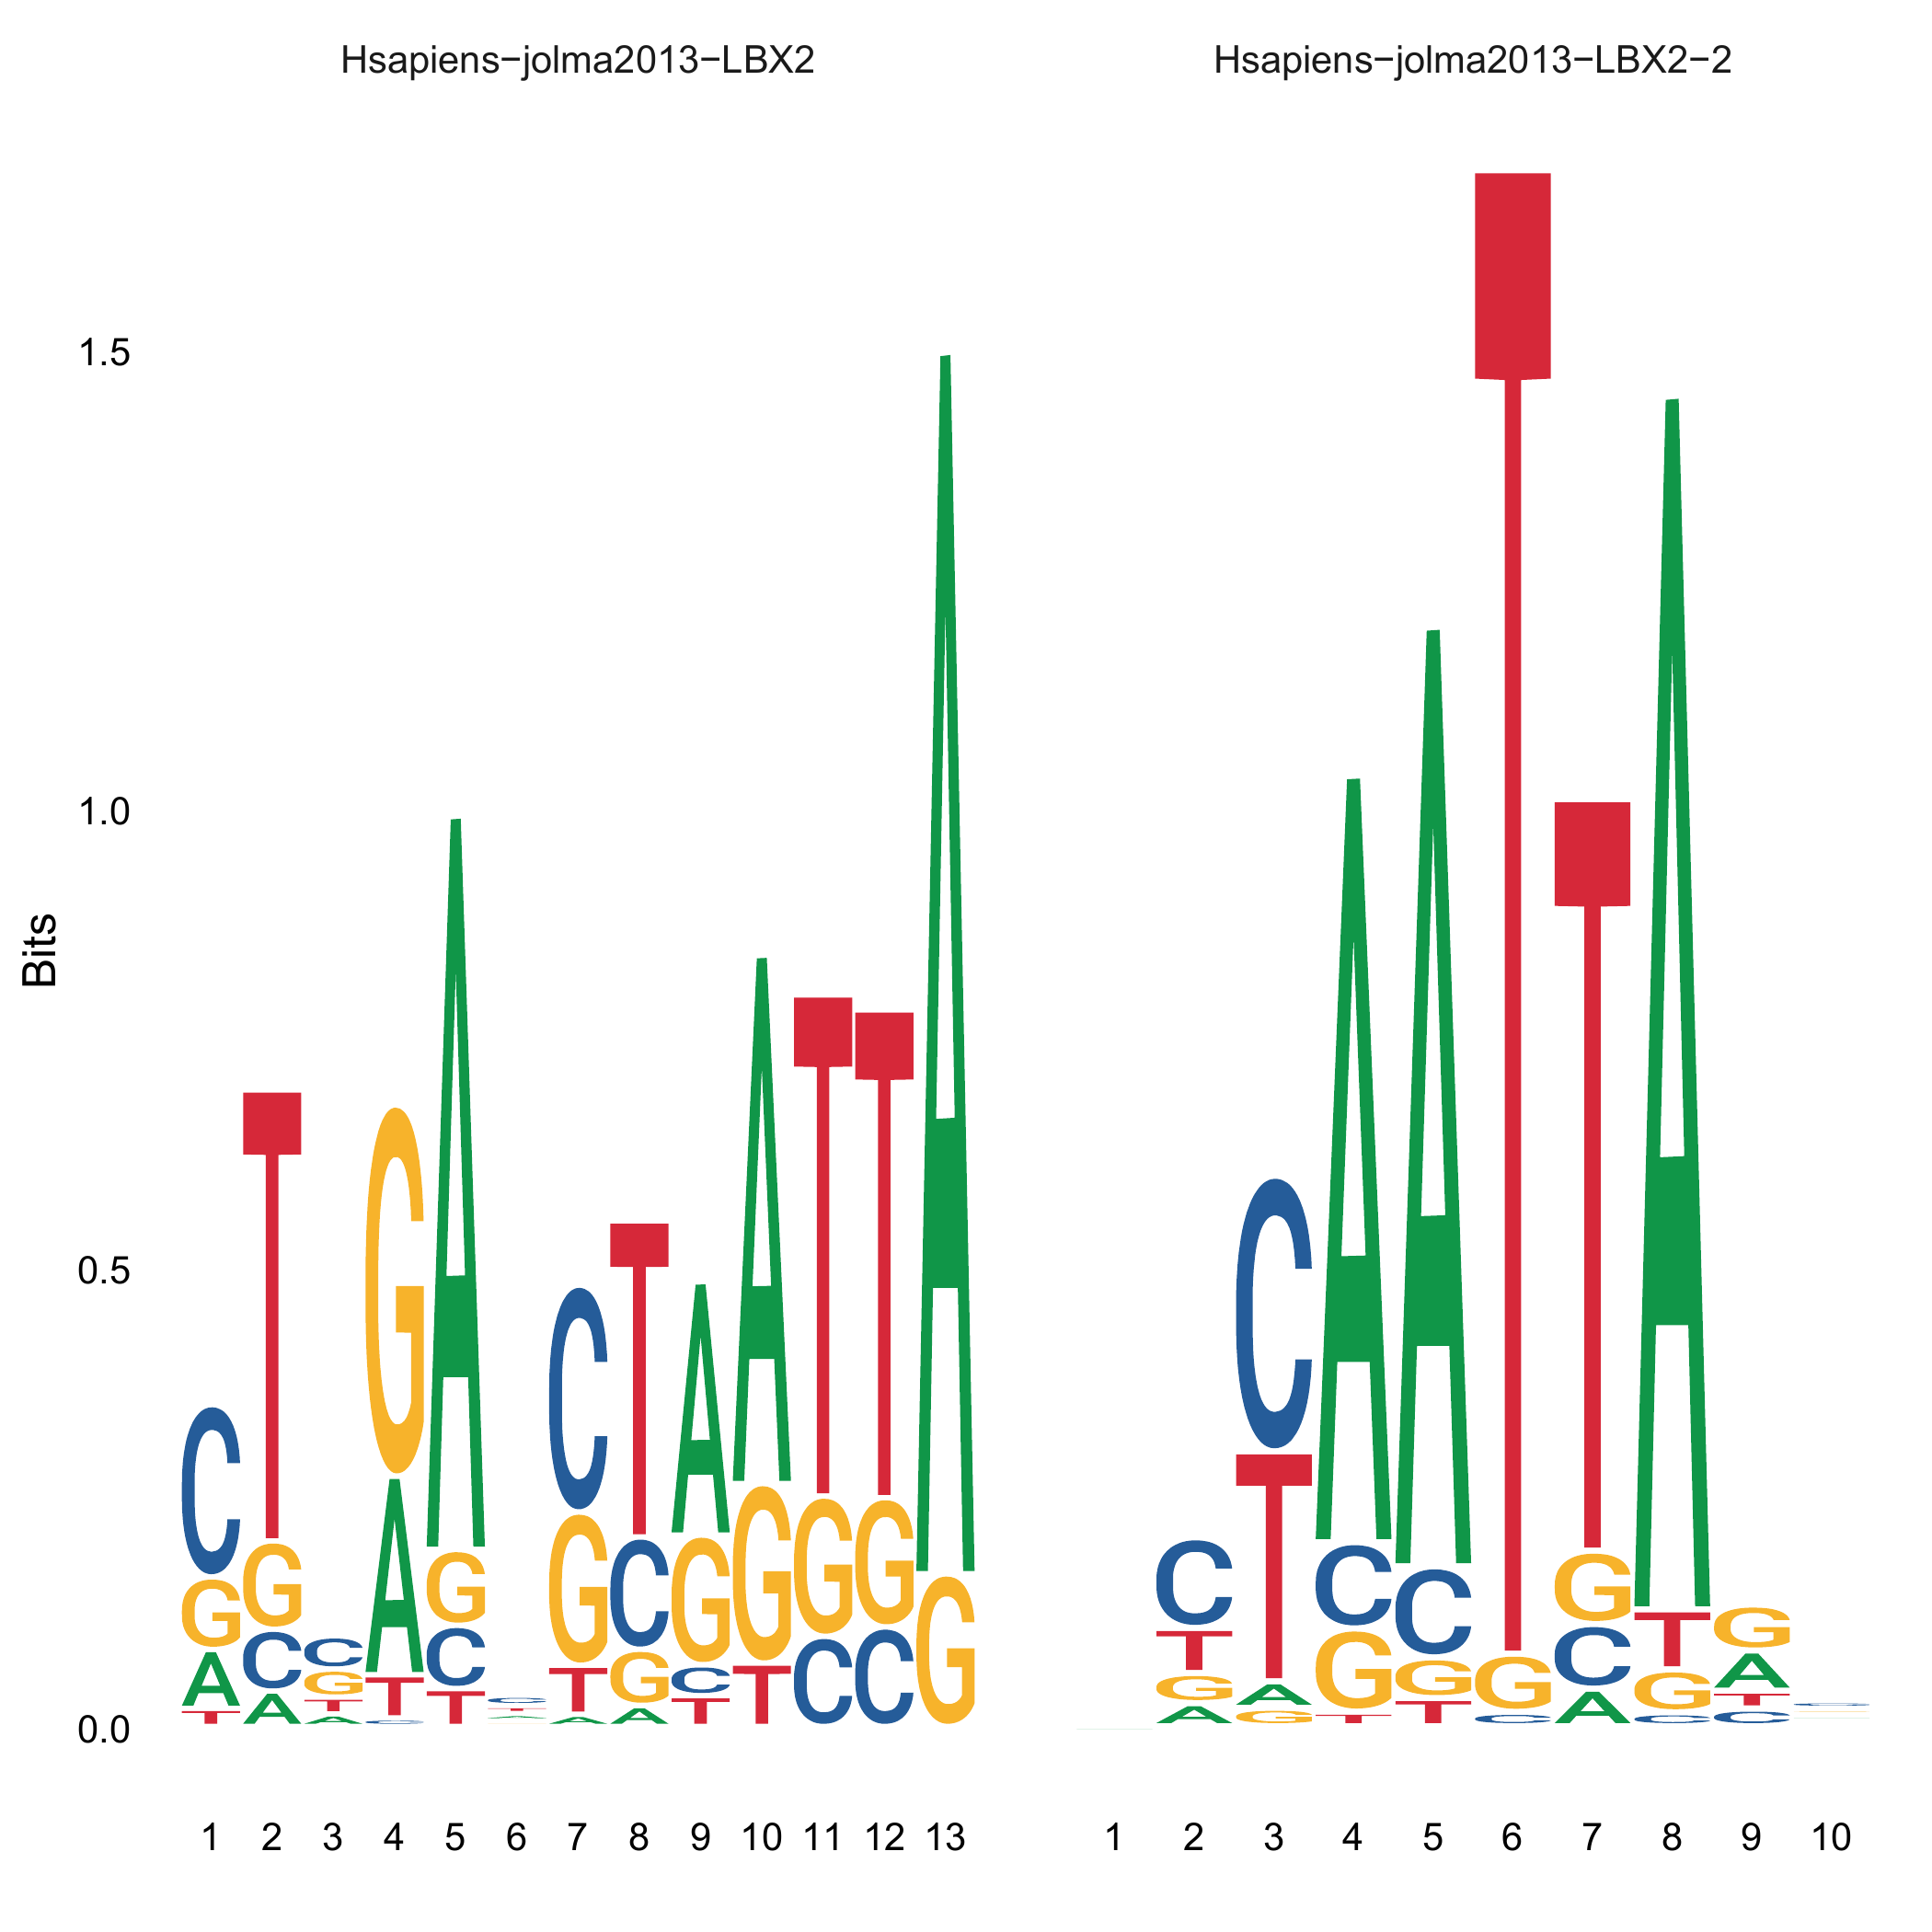 Hsapiens−jolma2013−LBX2 Hsapiens−jolma2013−LBX2−2
1.5
1.0
0.5
0.0
Bits
1 2 3 4 5 6 7 8 9 10 11 12 13 1 2 3 4 5 6 7 8 9 10
C G A T
T G C A
C G T A
G A T C
A G C T
C T A
C G T A
T C G A
A G C T
A G T
T G C
T G C
A G
C T G A
C T A G
A C G T
A C G T
T G C
T G C A
A T G C
G A T C